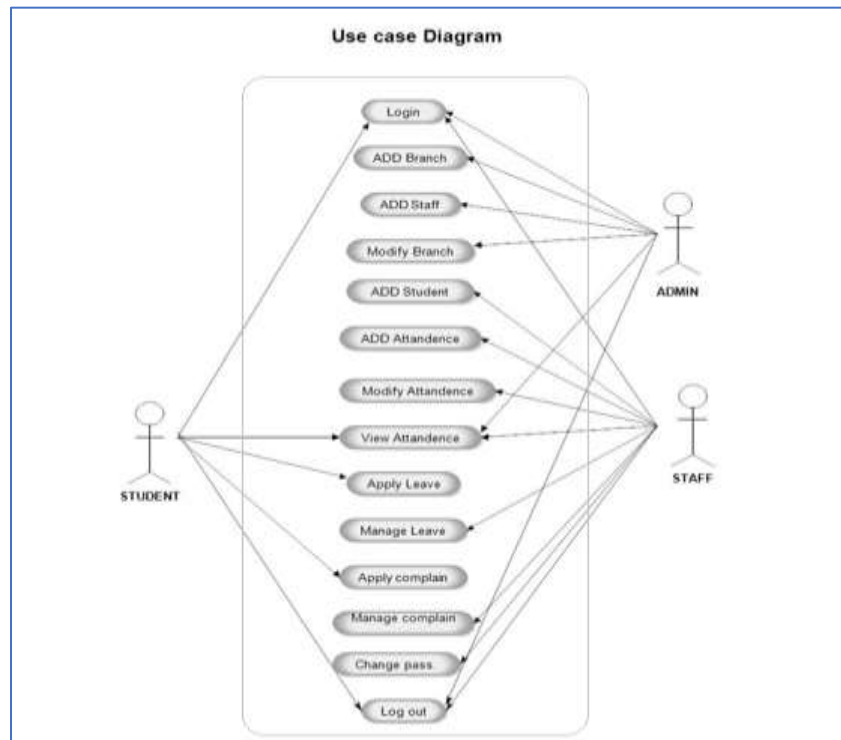 Use case Diagram
Login
ADD Branch
ADD Staff
Modify Branch
ADMIN
ADD Student
ADD Attandence
Modify Attandence
View Attandence
STUDENT
STAFF
Apply Leave
Manage Leave
Apply complain
Manage complain
Change pass
Log out